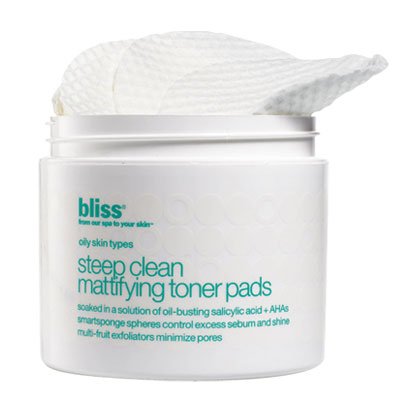 bliss®
from our spa to your skin™
oily skin types
steep clean
mattifying toner pads
soaked in a solution of oil-busting salicylic acid + AHAs
smartsponge spheres control excess sebum and shine
multi-fruit exfoliators minimize pores